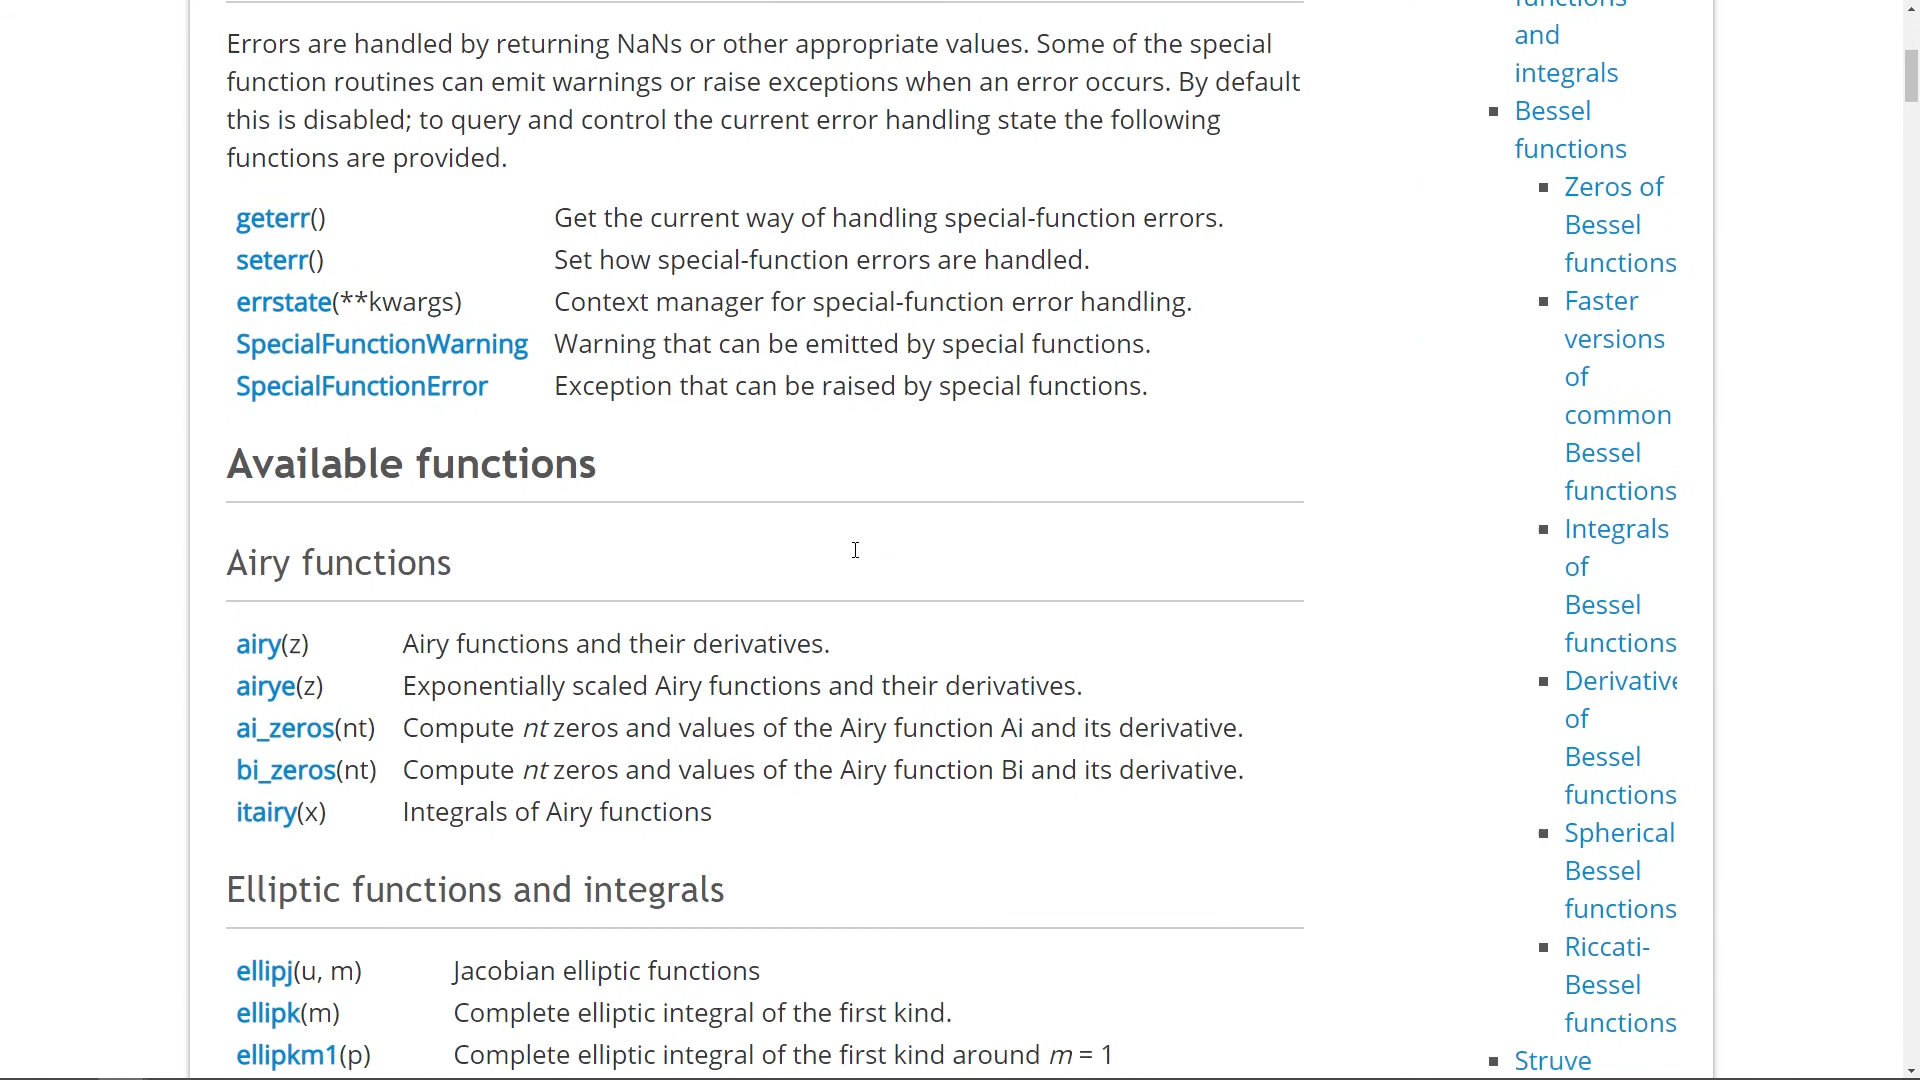 Errors are handled by returning NaNs or other appropriate values. Some of the special
function routines can emit warnings or raise exceptions when an error occurs. By default
this is disabled; to query and control the current error handling state the following
functions are provided.
geterr() Get the current way of handling special-function errors.
seterr() Set how special-function errors are handled.
errstate(**kwargs) Context manager for special-function error handling.
SpecialFunctionWarning Warning that can be emitted by special functions.
SpecialFunctionError Exception that can be raised by special functions.
Available functions
Airy functions
airy(z) Airy functions and their derivatives.
airye(z) Exponentially scaled Airy functions and their derivatives.
ai_zeros(nt) Compute nt zeros and values of the Airy function Ai and its derivative.
bi_zeros(nt) Compute nt zeros and values of the Airy function Bi and its derivative.
itairy(x) Integrals of Airy functions
Elliptic functions and integrals
ellipj(u, m) Jacobian elliptic functions
ellipk(m) Complete elliptic integral of the first kind.
ellipkm1(p) Complete elliptic integral of the first kind around m = 1
functions
and
integrals
Bessel
functions
Zeros of
Bessel
functions
Faster
versions
of
common
Bessel
functions
Integrals
of
Bessel
functions
Derivative
of
Bessel
functions
Spherical
Bessel
functions
Riccati-
Bessel
functions
Struve